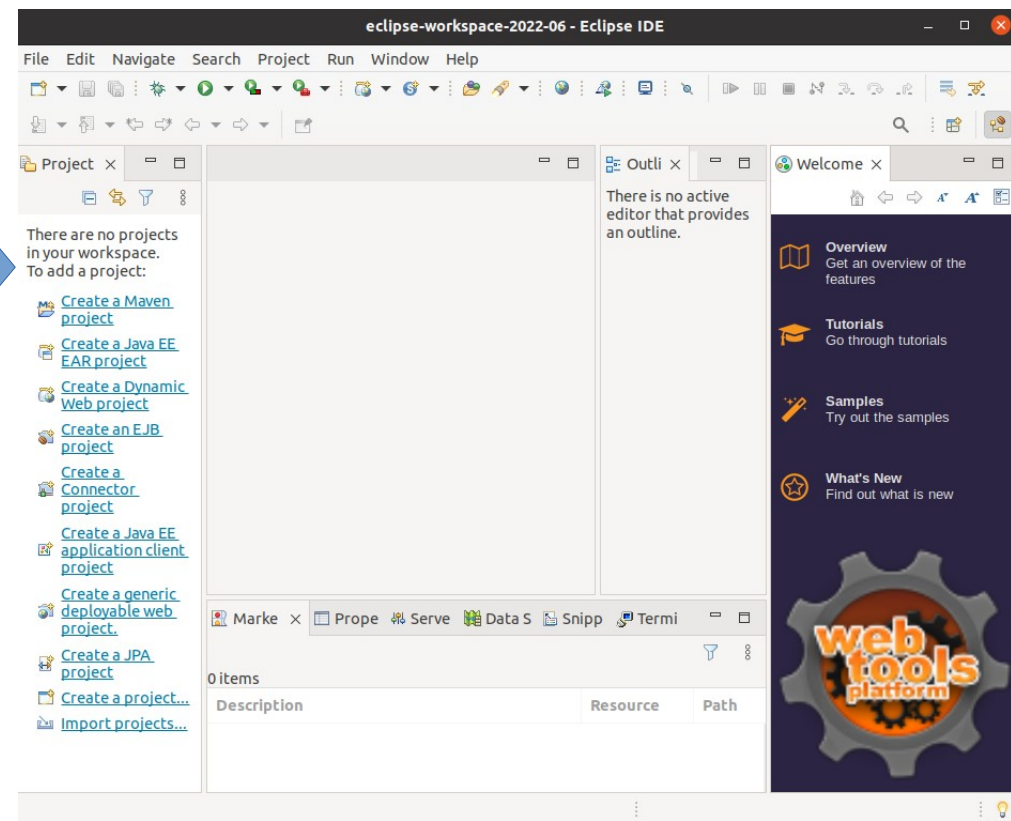 eclipse-workspace-2022-06 - Eclipse IDE
File Edit Navigate Search Project Run Window Help
Project
There are no projects
in your workspace.
To add a project:
Create a Maven
project
Create a Java EE
EAR project
Create a Dynamic
Web project
Create an EJB
project
Create a
Connector
project
Create a Java EE
application client
project
Create a generic
deployable web
project.
Create a JPA
project
Create a project...
Import projects...
Outli
There is no active
editor that provides
an outline.
Marke Prope Serve Data S Snipp Termi
0 items
Description Resource Path
Welcome
Overview
Get an overview of the
features
Tutorials
Go through tutorials
Samples
Try out the samples
What's New
Find out what is new
web
tools
platform